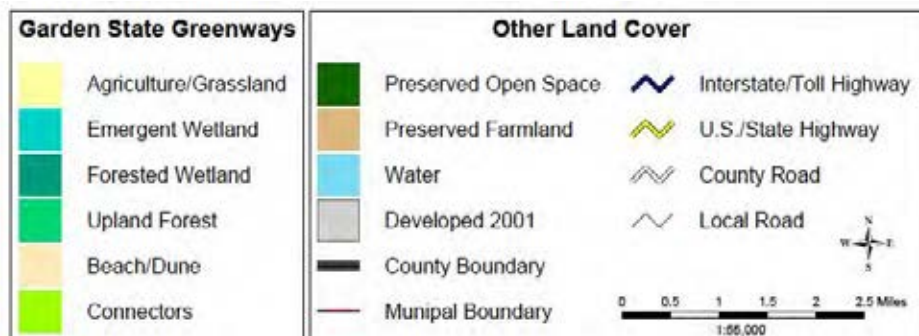 Garden State Greenways
Agriculture/Grassland
Emergent Wetland
Forested Wetland
Upland Forest
Beach/Dune
Connectors
Other Land Cover
Preserved Open Space
Preserved Farmland
Water
Developed 2001
County Boundary
Munipal Boundary
Interstate/Toll Highway
U.S./State Highway
County Road
Local Road
N
W E
S
0 0.5 1 1.5 2 2.5 Miles
1:55,000